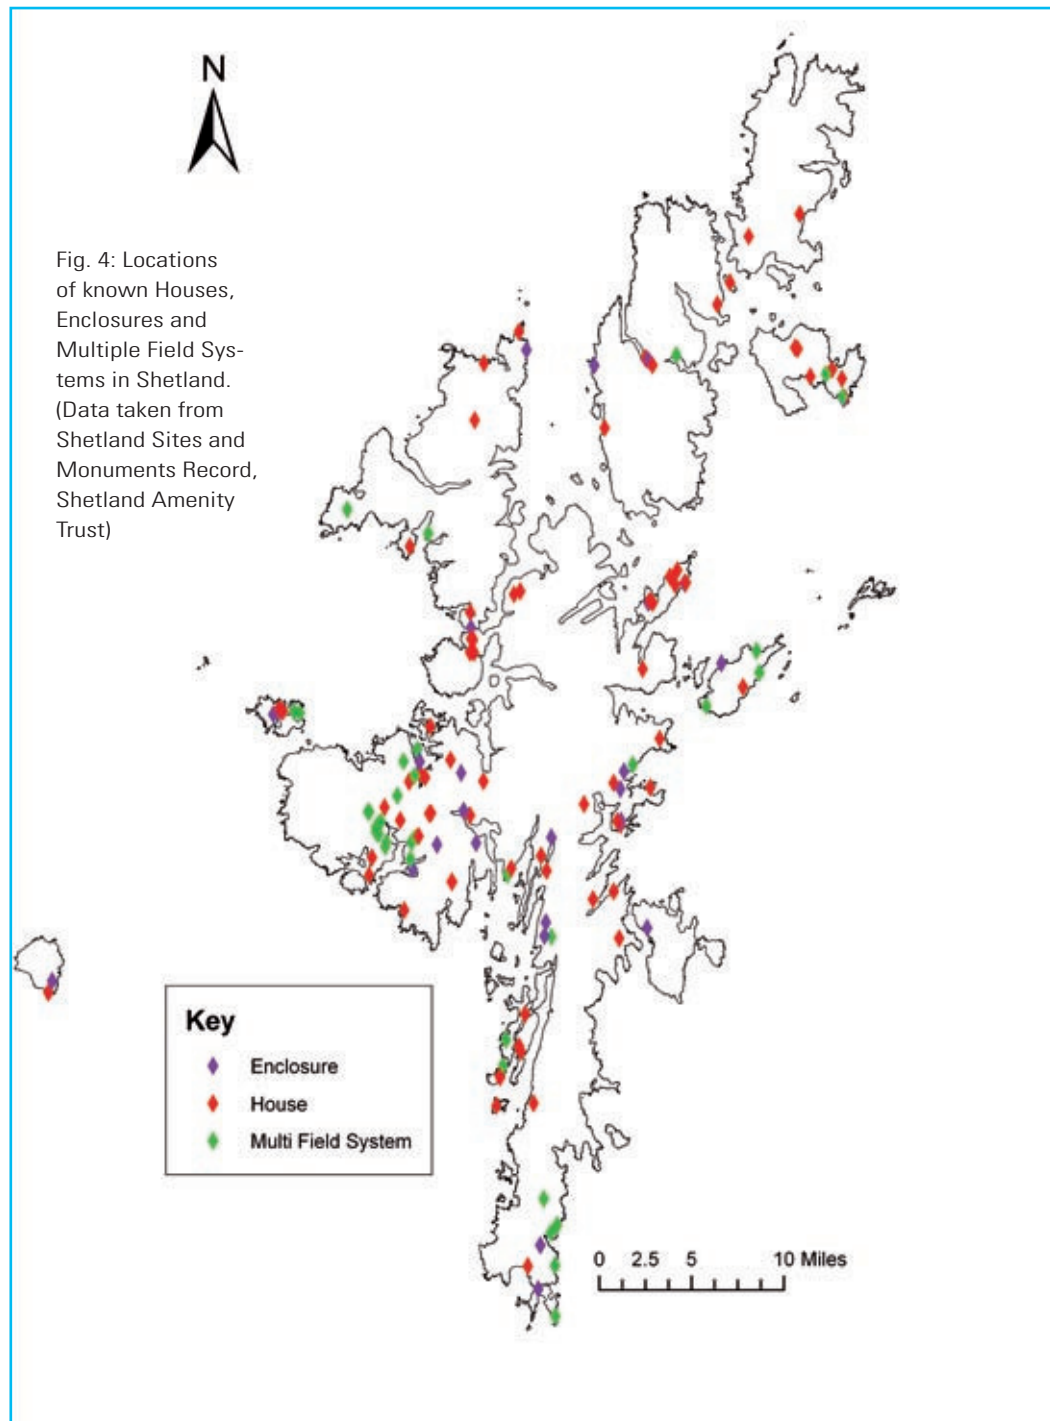 N
Fig. 4: Locations
of known Houses,
Enclosures and
Multiple Field Sys-
tems in Shetland.
(Data taken from
Shetland Sites and
Monuments Record,
Shetland Amenity
Trust)
Key
Enclosure
House
Multi Field System
0 2.5 5 10 Miles